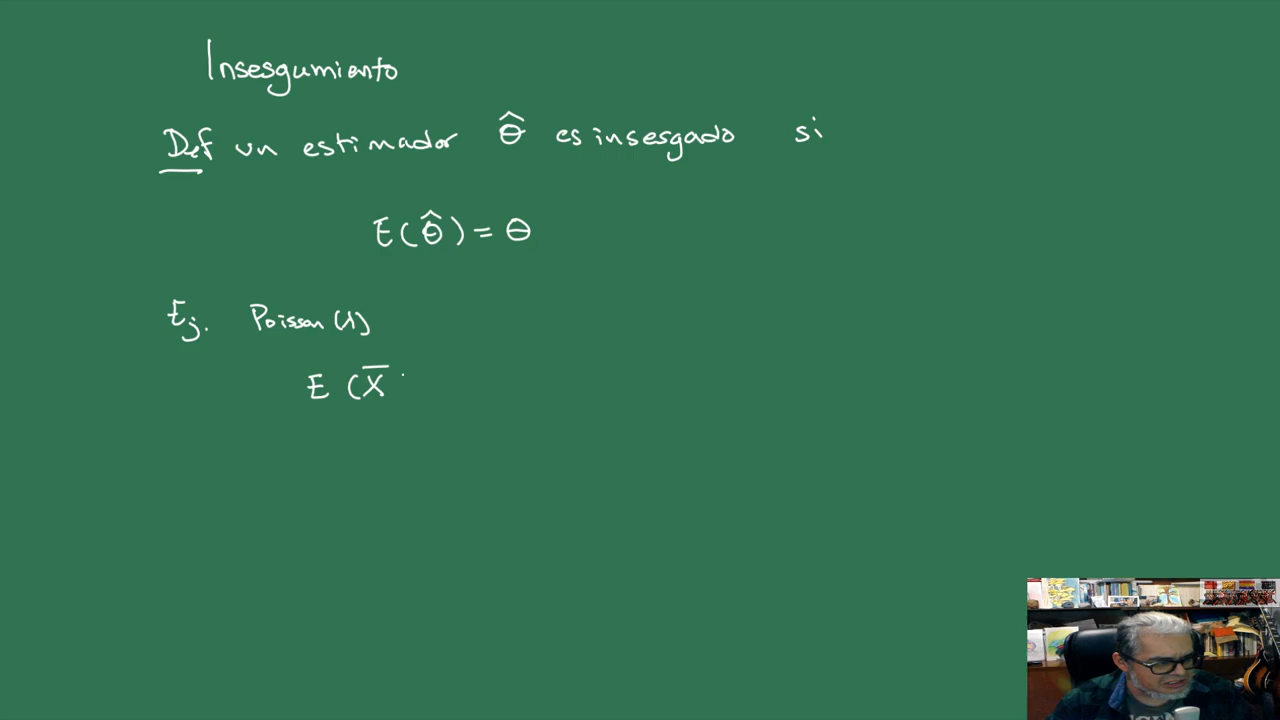 Insesgamiento
Def un estimador θ̂ es insesgado si
E(θ̂) = θ
Ej. Poisson (λ)
E (X̄